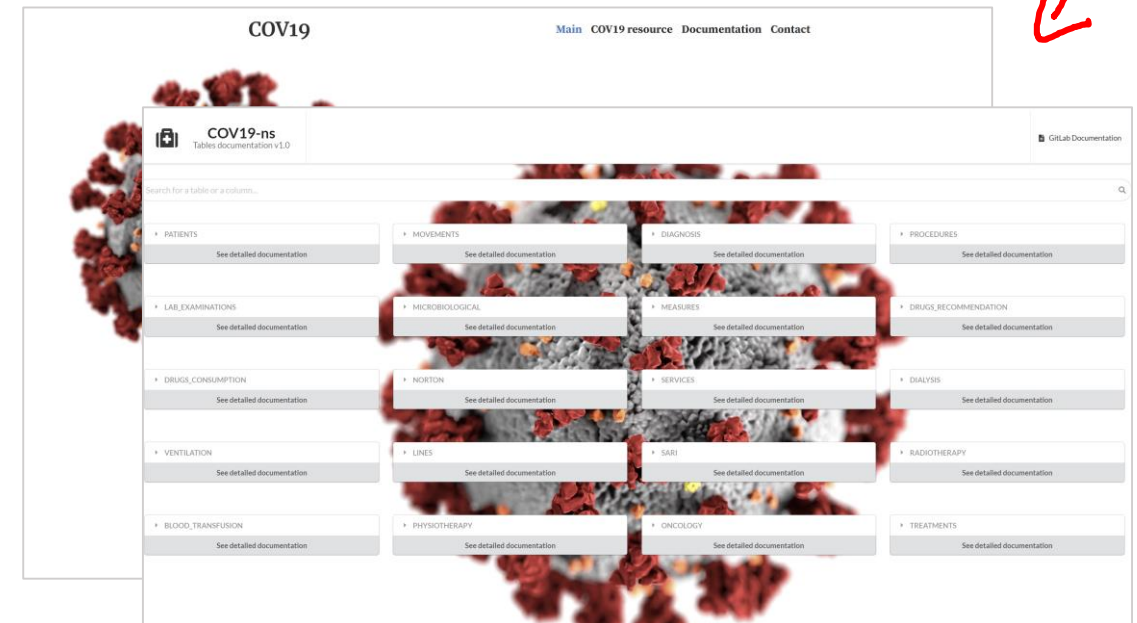 COV19
Main COV19 resource Documentation Contact
COV19-ns
Tables documentation v1.0
GitLab Documentation
Search for a table or a column...
PATIENTS
See detailed documentation
MOVEMENTS
See detailed documentation
DIAGNOSIS
See detailed documentation
PROCEDURES
See detailed documentation
LAB_EXAMINATIONS
See detailed documentation
MICROBIOLOGICAL
See detailed documentation
MEASURES
See detailed documentation
DRUGS_RECOMMENDATION
See detailed documentation
DRUGS_CONSUMPTION
See detailed documentation
NORTON
See detailed documentation
SERVICES
See detailed documentation
DIALYSIS
See detailed documentation
VENTILATION
See detailed documentation
LINES
See detailed documentation
SARI
See detailed documentation
RADIOTHERAPY
See detailed documentation
BLOOD_TRANSFUSION
See detailed documentation
PHYSIOTHERAPY
See detailed documentation
ONCOLOGY
See detailed documentation
TREATMENTS
See detailed documentation